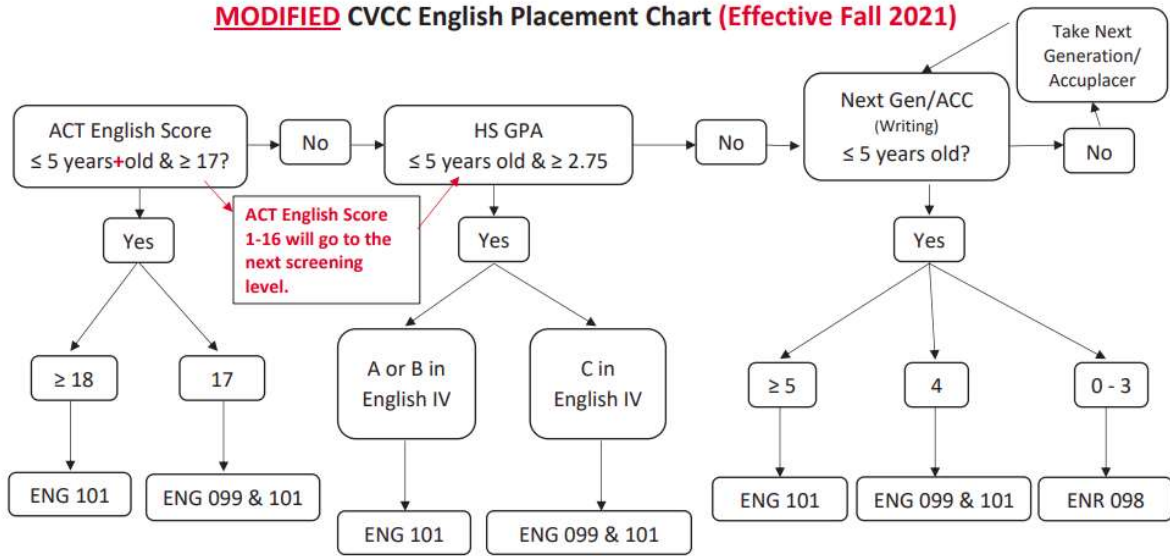 MODIFIED CVCC English Placement Chart (Effective Fall 2021)
Take Next
Generation/
Accuplacer
ACT English Score
≤ 5 years+old & ≥ 17?
No
HS GPA
≤ 5 years old & ≥ 2.75
No
Next Gen/ACC
(Writing)
≤ 5 years old?
No
ACT English Score
1-16 will go to the
next screening
level.
Yes
Yes
Yes
≥ 18
17
A or B in
English IV
C in
English IV
≥ 5
4
0 - 3
ENG 101
ENG 099 & 101
ENG 101
ENG 099 & 101
ENG 101
ENG 099 & 101
ENR 098